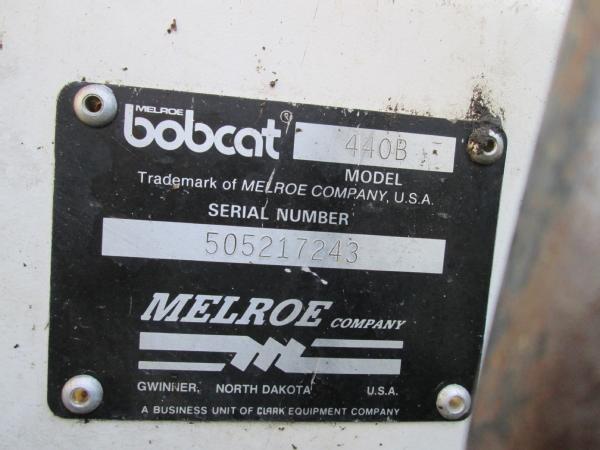 MELROE
bobcat® 440B
MODEL
Trademark of MELROE COMPANY, U.S.A.
SERIAL NUMBER
505217243
MELROE COMPANY
GWINNER, NORTH DAKOTA U.S.A.
A BUSINESS UNIT OF CLARK EQUIPMENT COMPANY